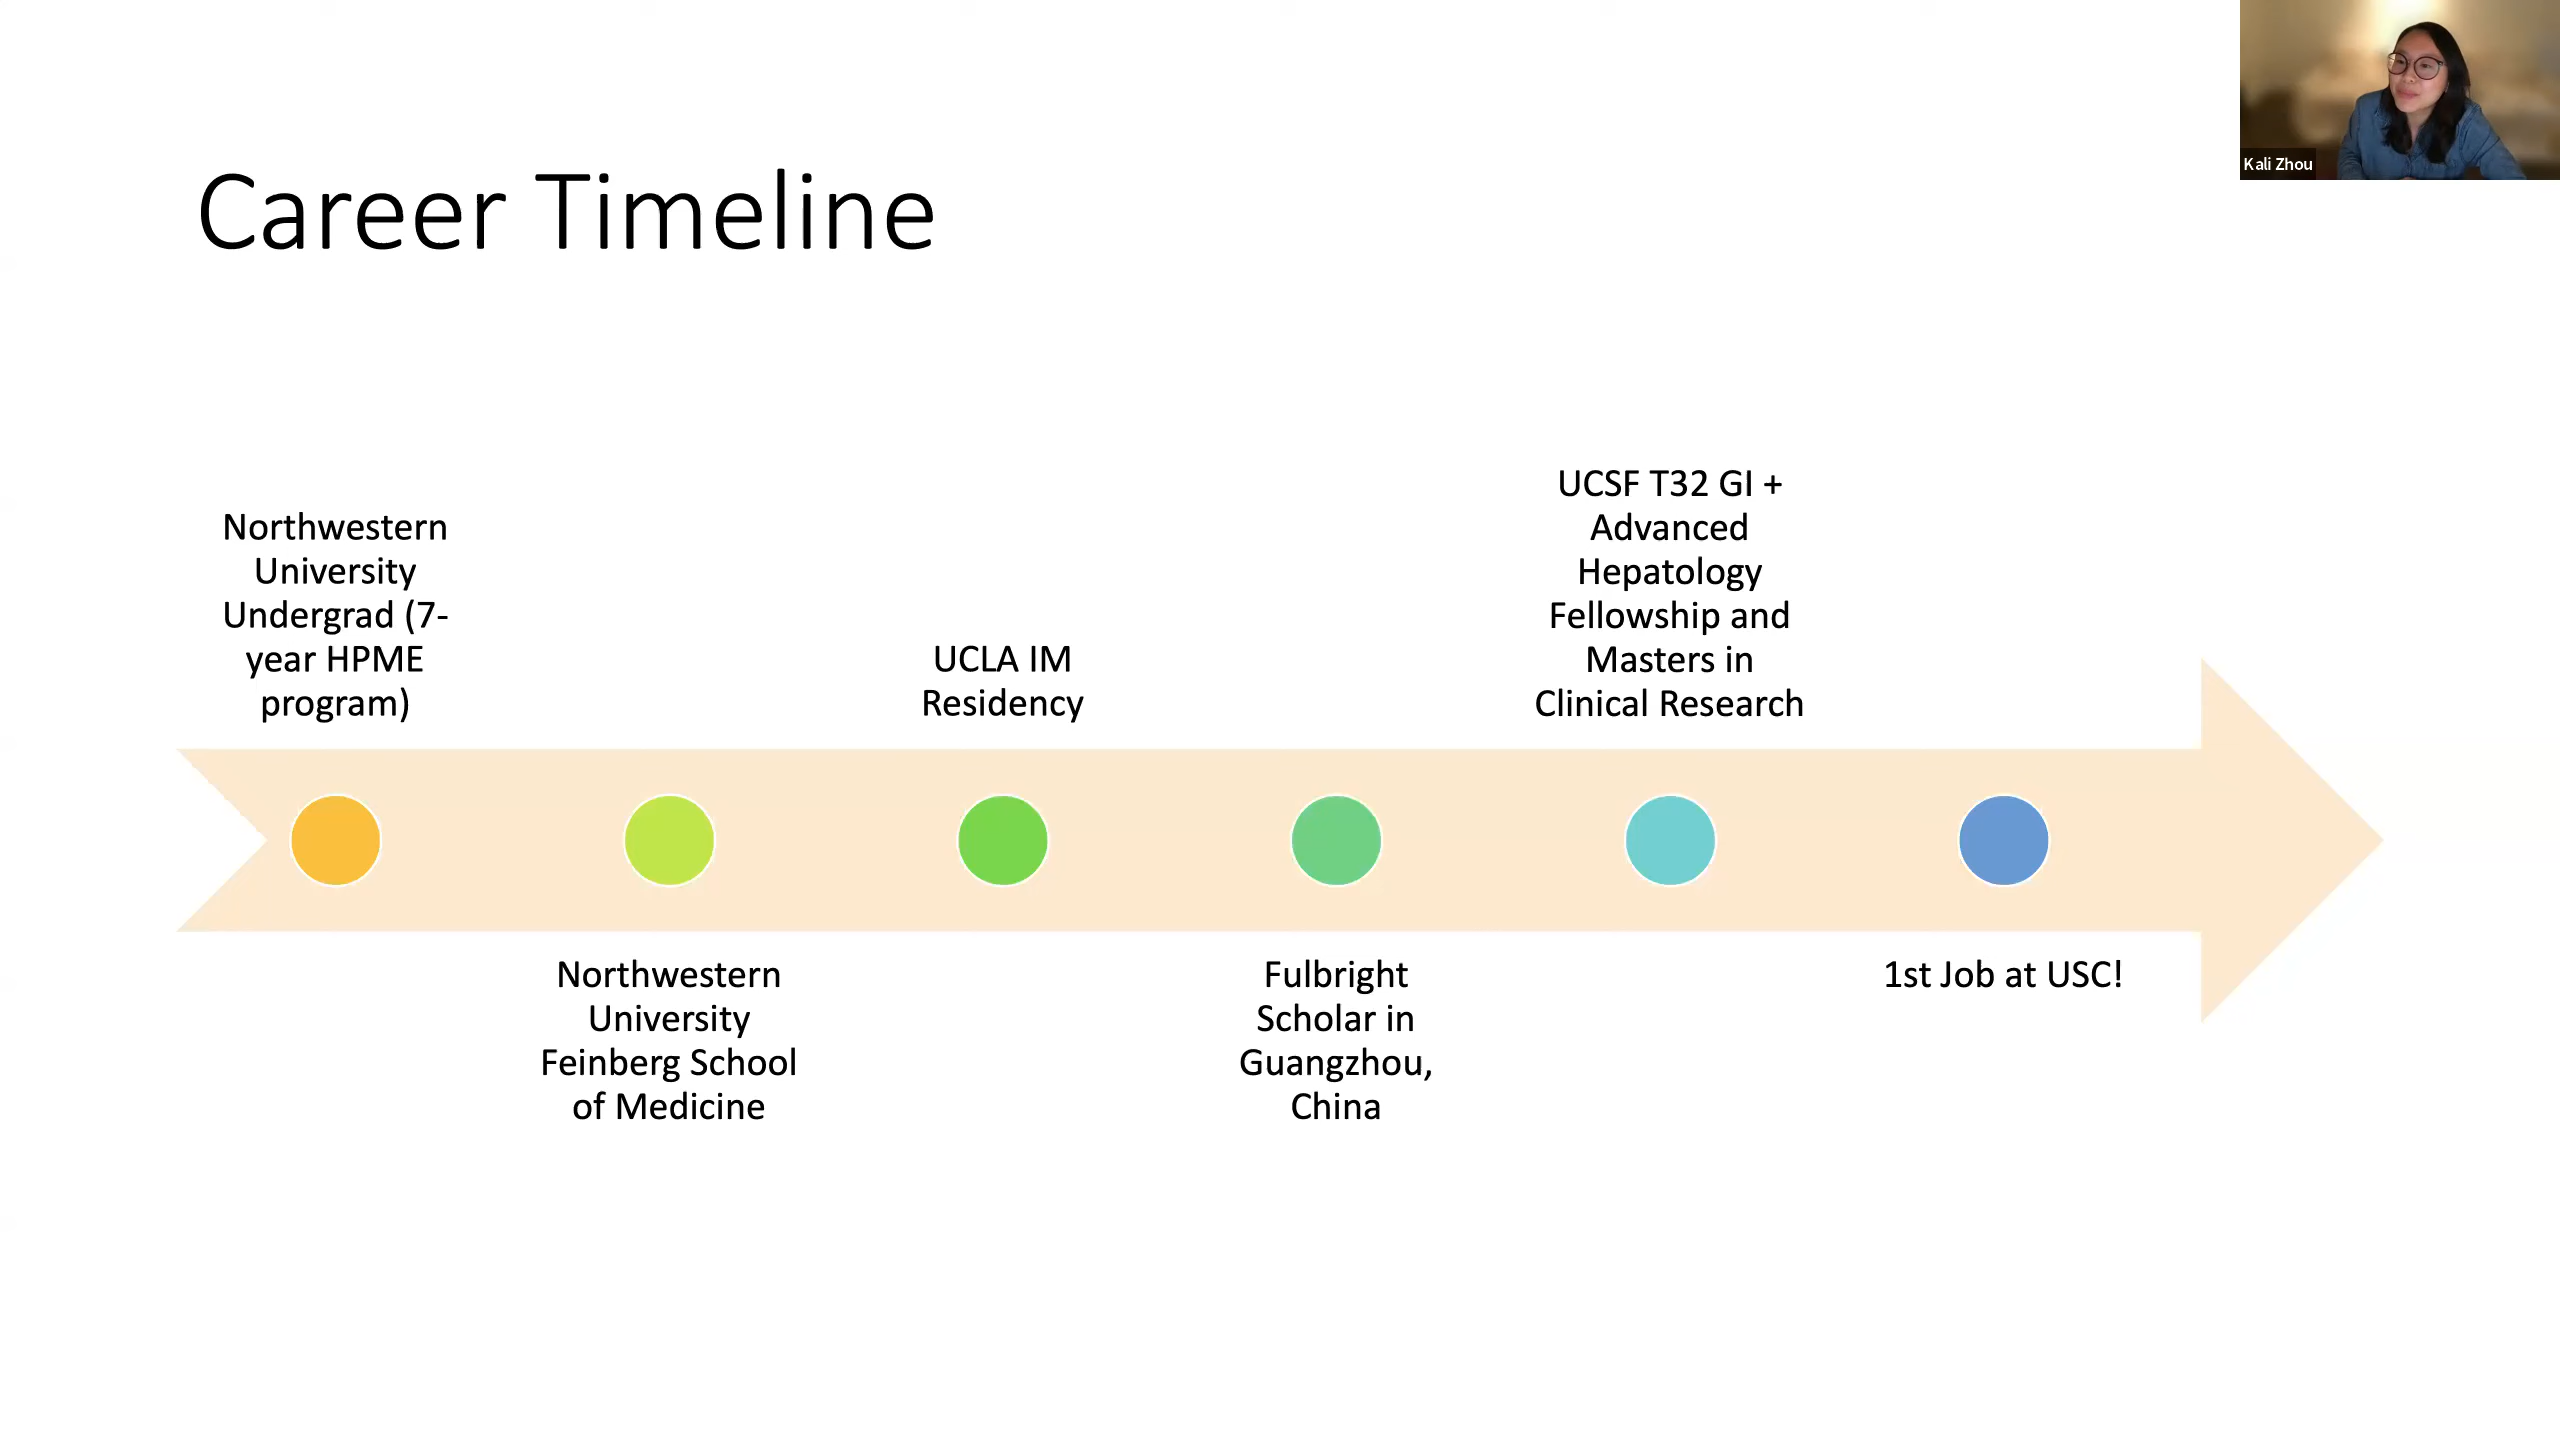 Kali Zhou
Career Timeline
Northwestern
University
Undergrad (7-
year HPME
program)
Northwestern
University
Feinberg School
of Medicine
UCLA IM
Residency
Fulbright
Scholar in
Guangzhou,
China
UCSF T32 GI +
Advanced
Hepatology
Fellowship and
Masters in
Clinical Research
1st Job at USC!